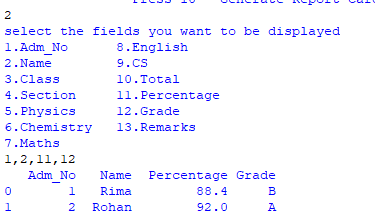 Press 10 Generate Report Card
2
select the fields you want to be displayed
1.Adm_No 8.English
2.Name 9.CS
3.Class 10.Total
4.Section 11.Percentage
5.Physics 12.Grade
6.Chemistry 13.Remarks
7.Maths
1,2,11,12
Adm_No Name Percentage Grade
0 1 Rima 88.4 B
1 2 Rohan 92.0 A